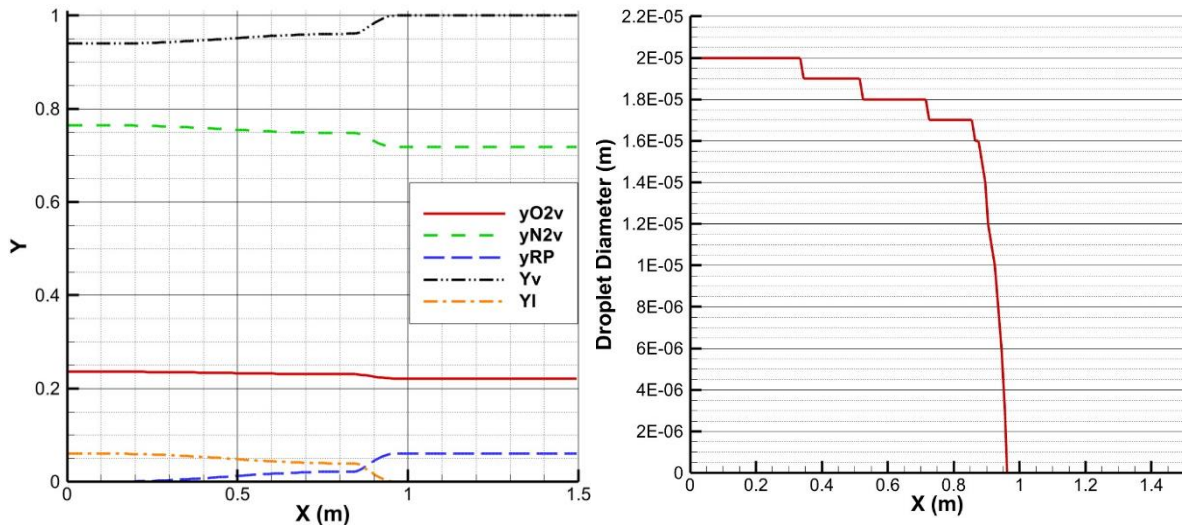 1
0.8
0.6
0.4
0.2
0
Y
yO2v
yN2v
yRP
Yv
Yl
0 0.5 1 1.5
X (m)
2.2E-05
2E-05
1.8E-05
1.6E-05
1.4E-05
1.2E-05
1E-05
8E-06
6E-06
4E-06
2E-06
0
Droplet Diameter (m)
0 0.2 0.4 0.6 0.8 1 1.2 1.4
X (m)